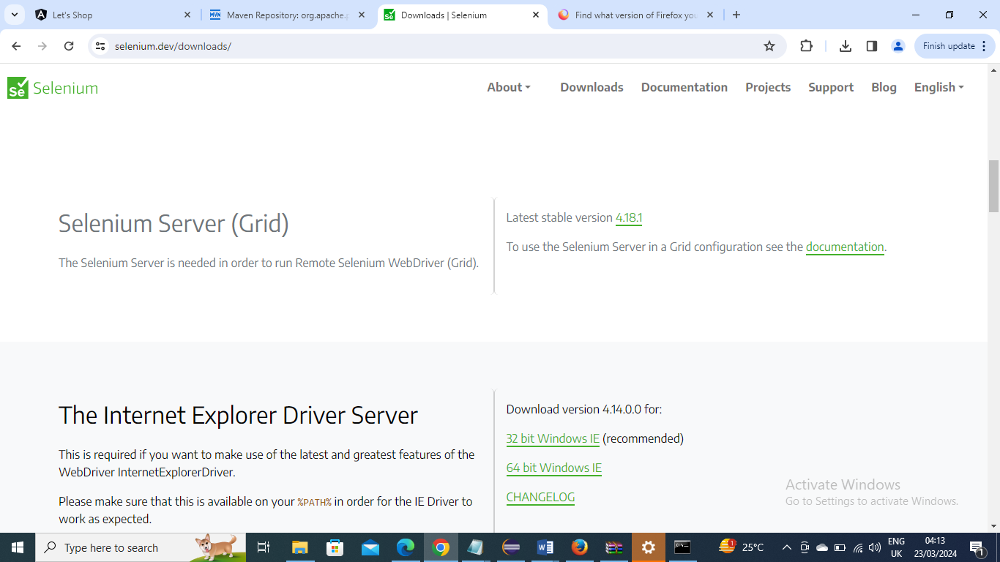 Let's Shop
Maven Repository: org.apache.p
Downloads | Selenium
Find what version of Firefox you
selenium.dev/downloads/
Finish update
Se Selenium
About
Downloads
Documentation
Projects
Support
Blog
English
Selenium Server (Grid)
The Selenium Server is needed in order to run Remote Selenium WebDriver (Grid).
Latest stable version 4.18.1
To use the Selenium Server in a Grid configuration see the documentation.
The Internet Explorer Driver Server
This is required if you want to make use of the latest and greatest features of the
WebDriver InternetExplorerDriver.
Please make sure that this is available on your %PATH% in order for the IE Driver to
work as expected.
Download version 4.14.0.0 for:
32 bit Windows IE (recommended)
64 bit Windows IE
CHANGELOG
Activate Windows
Go to Settings to activate Windows.
Type here to search
1
25°C
ENG
UK
04:13
23/03/2024
1